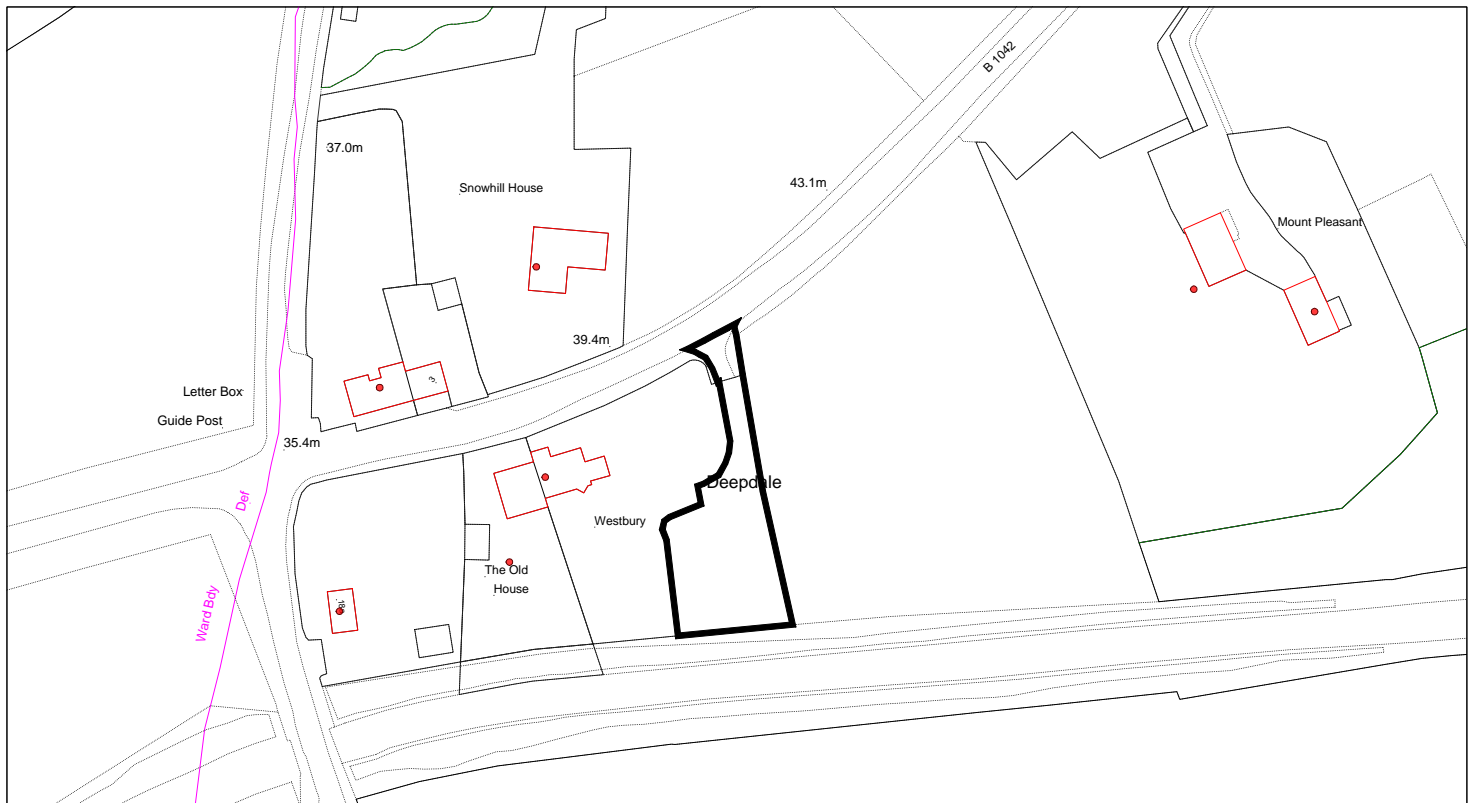 B 1042
37.0m
Snowhill House
43.1m
Mount Pleasant
39.4m
3
Letter Box
Guide Post
35.4m
Def
Deepdale
Westbury
The Old
House
Ward Bdy